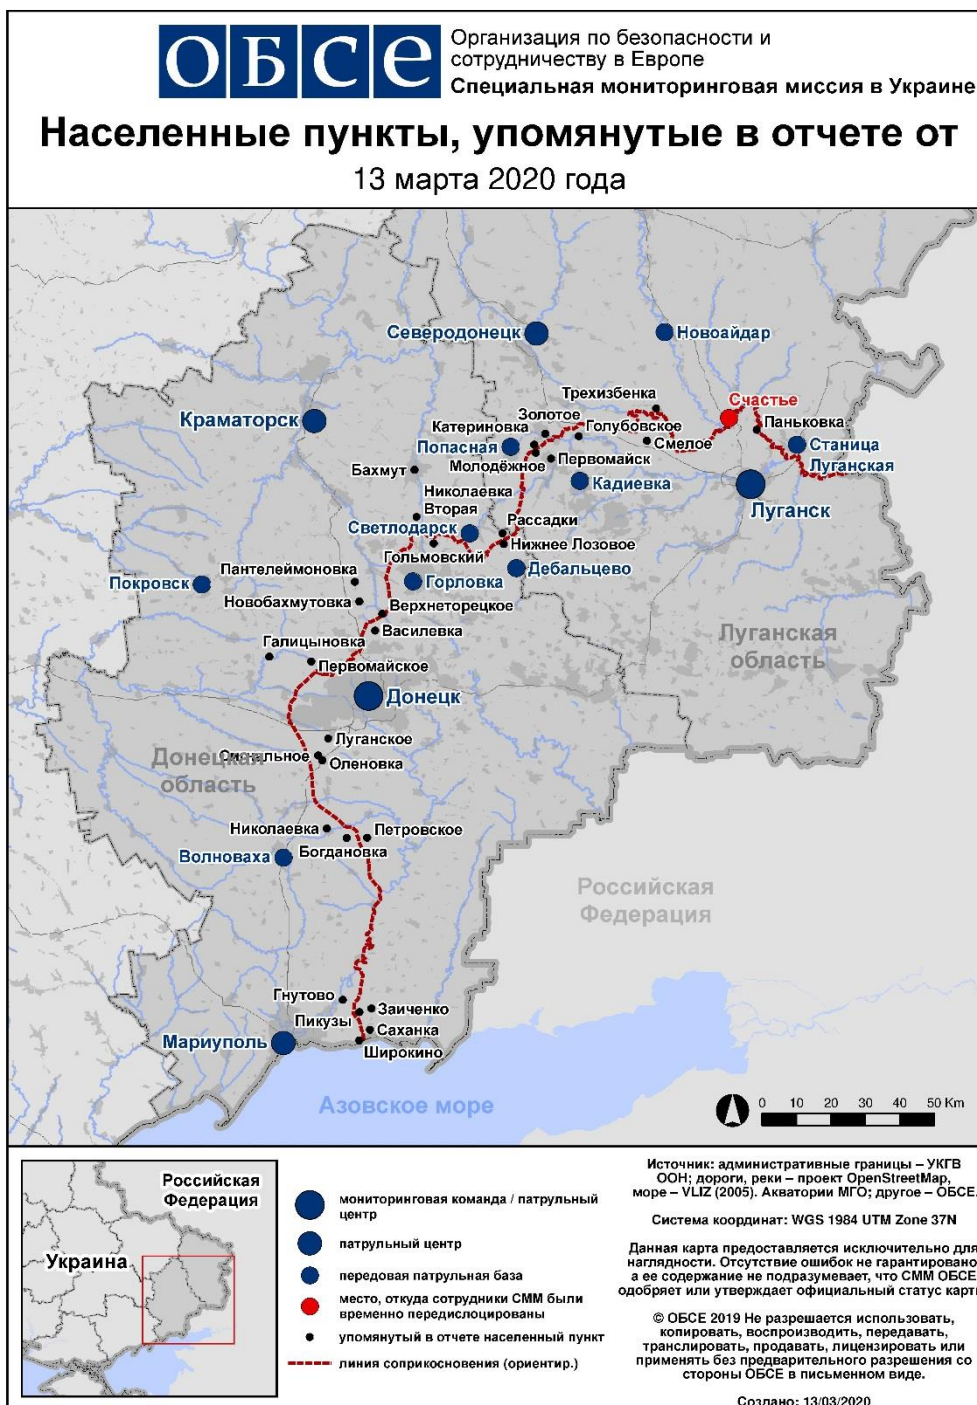 ОБСЕ
Организация по безопасности и
сотрудничеству в Европе
Специальная мониторинговая миссия в Украине
Населенные пункты, упомянутые в отчете от
13 марта 2020 года
Северодонецк
Новоайдар
Трехизбенка
Счастье
Краматорск
Золотое
Катериновка
Голубовское
Паньковка
Попасная
Смелое
Станица
Луганская
Молодёжное
Первомайск
Бахмут
Кадиевка
Николаевка
Вторая
Луганск
Светлодарск
Рассадки
Нижнее Лозовое
Гольмовский
Пантелеймоновка
Дебальцево
Покровск
Горловка
Новобахмутовка
Верхнеторецкое
Василевка
Галицыновка
Луганская
область
Первомайское
Донецк
Луганское
Донецкая
область
Сигнальное
Оленовка
Николаевка
Петровское
Богдановка
Волноваха
Российская
Федерация
Гнутово
Заиченко
Пикузы
Саханка
Мариуполь
Широкино
Азовское море
0 10 20 30 40 50 Km
Российская
Федерация
Украина
мониторинговая команда / патрульный
центр
патрульный центр
передовая патрульная база
место, откуда сотрудники СММ были
временно передислоцированы
упомянутый в отчете населенный пункт
линия соприкосновения (ориентир.)
Источник: административные границы – УКГВ
ООН; дороги, реки – проект OpenStreetMap,
море – VLIZ (2005). Акватории МГО; другое – ОБСЕ.
Система координат: WGS 1984 UTM Zone 37N
Данная карта предоставляется исключительно для
наглядности. Отсутствие ошибок не гарантировано,
а ее содержание не подразумевает, что СММ ОБСЕ
одобряет или утверждает официальный статус карты
© ОБСЕ 2019 Не разрешается использовать,
копировать, воспроизводить, передавать,
транслировать, продавать, лицензировать или
применять без предварительного разрешения со
стороны ОБСЕ в письменном виде.
Создано: 13/03/2020